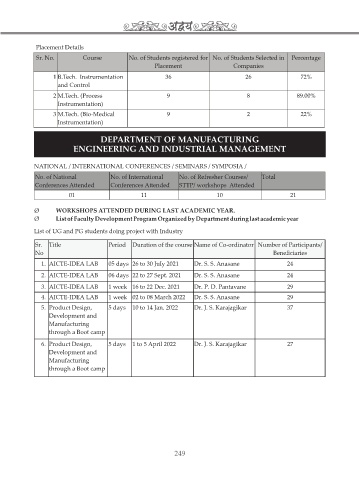 अद्वय
Placement Details
Sr. No. Course No. of Students registered for Placement No. of Students Selected in Companies Percentage
1 B.Tech. Instrumentation and Control 36 26 72%
2 M.Tech. (Process Instrumentation) 9 8 89.00%
3 M.Tech. (Bio-Medical Instrumentation) 9 2 22%
DEPARTMENT OF MANUFACTURING
ENGINEERING AND INDUSTRIAL MANAGEMENT
NATIONAL / INTERNATIONAL CONFERENCES / SEMINARS / SYMPOSIA /
No. of National Conferences Attended No. of International Conferences Attended No. of Refresher Courses/ STTP/ workshops Attended Total
01 11 10 21
Ø WORKSHOPS ATTENDED DURING LAST ACADEMIC YEAR.
Ø List of Faculty Development Program Organized by Department during last academic year
List of UG and PG students doing project with Industry
Sr. No Title Period Duration of the course Name of Co-ordinator Number of Participants/ Beneficiaries
1. AICTE-IDEA LAB 05 days 26 to 30 July 2021 Dr. S. S. Anasane 24
2. AICTE-IDEA LAB 06 days 22 to 27 Sept. 2021 Dr. S. S. Anasane 24
3. AICTE-IDEA LAB 1 week 16 to 22 Dec. 2021 Dr. P. D. Pantavane 29
4. AICTE-IDEA LAB 1 week 02 to 08 March 2022 Dr. S. S. Anasane 29
5. Product Design, Development and Manufacturing through a Boot camp 5 days 10 to 14 Jan. 2022 Dr. J. S. Karajagikar 37
6. Product Design, Development and Manufacturing through a Boot camp 5 days 1 to 5 April 2022 Dr. J. S. Karajagikar 27
249